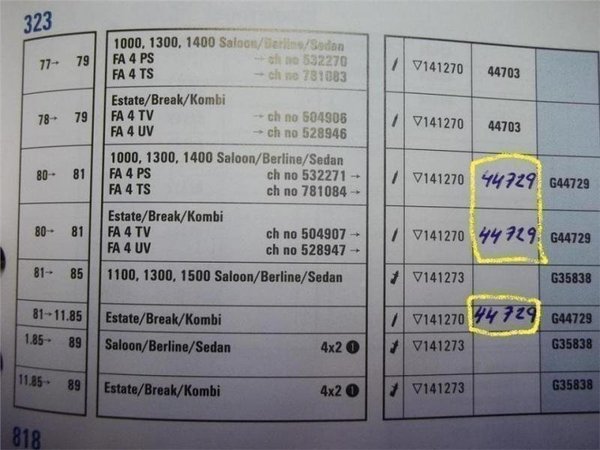 323
77→ 79 1000, 1300, 1400 Saloon/Berline/Sedan
FA 4 PS → ch no 532270
FA 4 TS → ch no 781083
▽141270 44703
78→ 79 Estate/Break/Kombi
FA 4 TV → ch no 504906
FA 4 UV → ch no 528946
▽141270 44703
80→ 81 1000, 1300, 1400 Saloon/Berline/Sedan
FA 4 PS ch no 532271 →
FA 4 TS ch no 781084 →
▽141270 44729 G44729
80→ 81 Estate/Break/Kombi
FA 4 TV ch no 504907 →
FA 4 UV ch no 528947 →
▽141270 44729 G44729
81→ 85 1100, 1300, 1500 Saloon/Berline/Sedan ▽141273 G35838
81→11.85 Estate/Break/Kombi ▽141270 44729 G44729
1.85→ 89 Saloon/Berline/Sedan 4x2 ▽141273 G35838
11.85→ 89 Estate/Break/Kombi 4x2 ▽141273 G35838
818